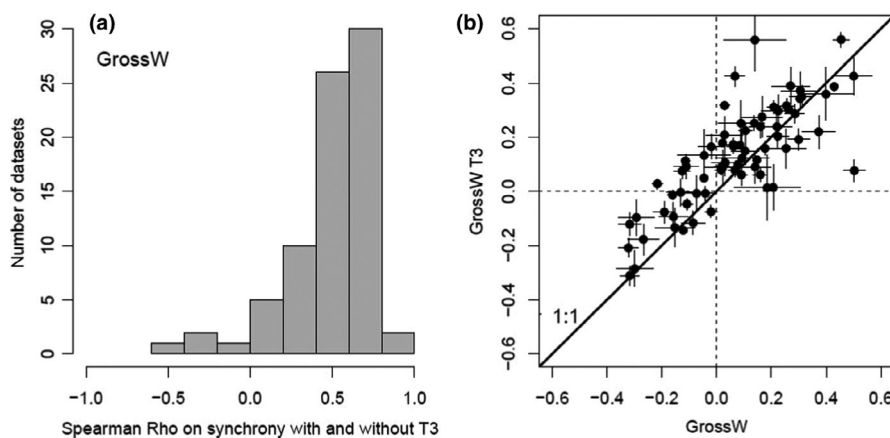 (a)
GrossW
Number of datasets
30
25
20
15
10
5
0
−1.0 −0.5 0.0 0.5 1.0
Spearman Rho on synchrony with and without T3
(b)
GrossW T3
0.6
0.4
0.2
0.0
−0.2
−0.4
−0.6
1:1
−0.6 −0.4 −0.2 0.0 0.2 0.4 0.6
GrossW